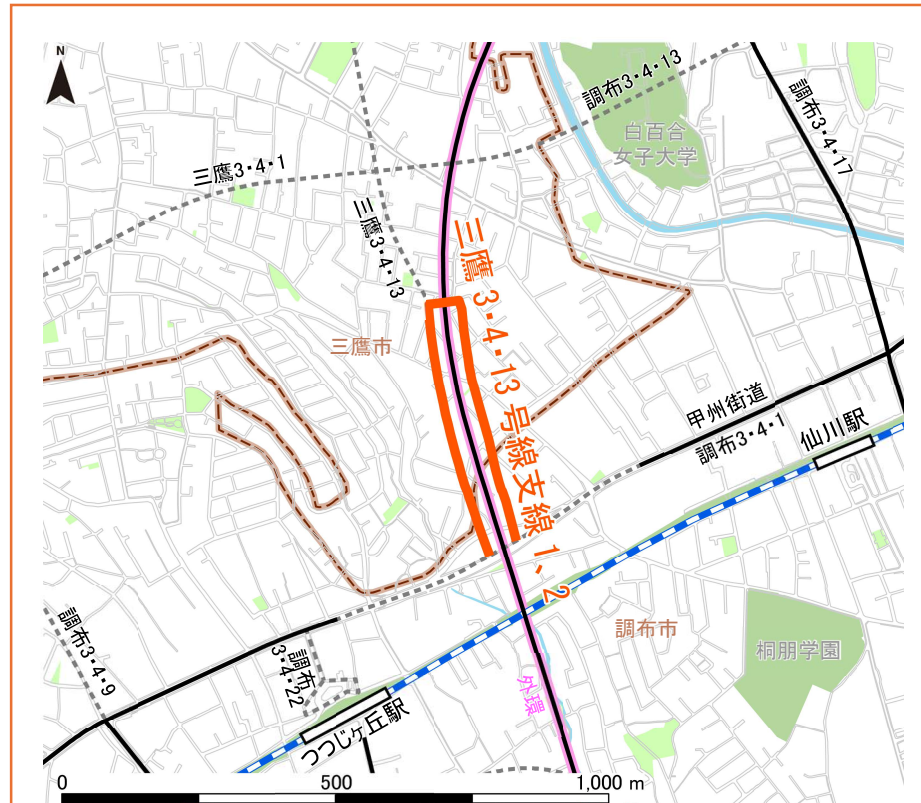 N
調布3・4・13
白百合
女子大学
調布3・4・17
三鷹3・4・1
三鷹3・4・13
三鷹 3・4・13 号線支線 1、2
三鷹市
甲州街道
調布3・4・1
仙川駅
調布市
桐朋学園
調布3・4・9
調布
3・4・22
つつじヶ丘駅
外環
0 500 1,000 m